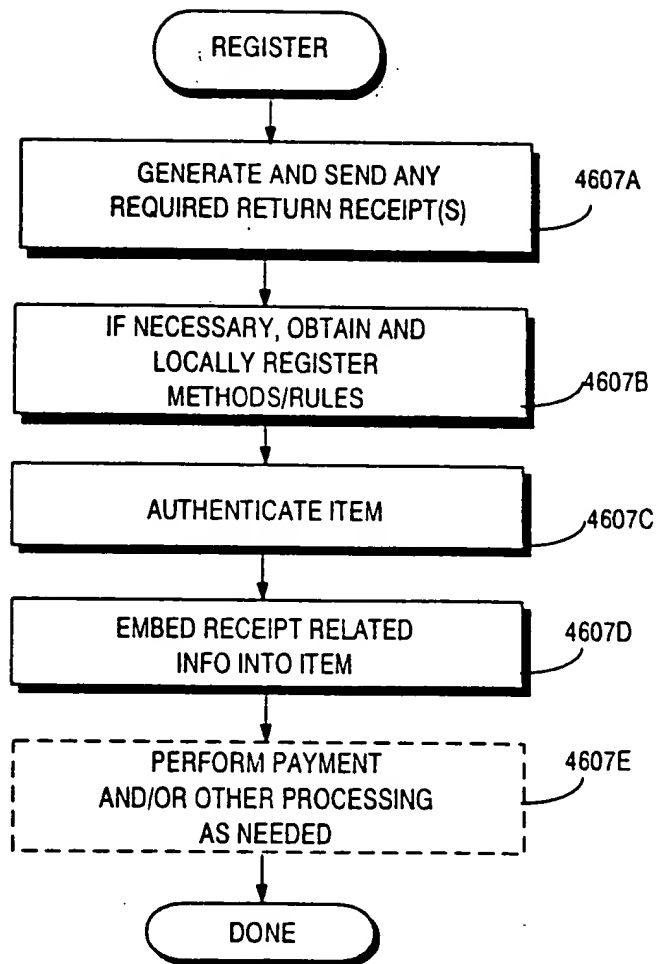 REGISTER
GENERATE AND SEND ANY
REQUIRED RETURN RECEIPT(S)
4607A
IF NECESSARY, OBTAIN AND
LOCALLY REGISTER
METHODS/RULES
4607B
AUTHENTICATE ITEM
4607C
EMBED RECEIPT RELATED
INFO INTO ITEM
4607D
PERFORM PAYMENT
AND/OR OTHER PROCESSING
AS NEEDED
4607E
DONE